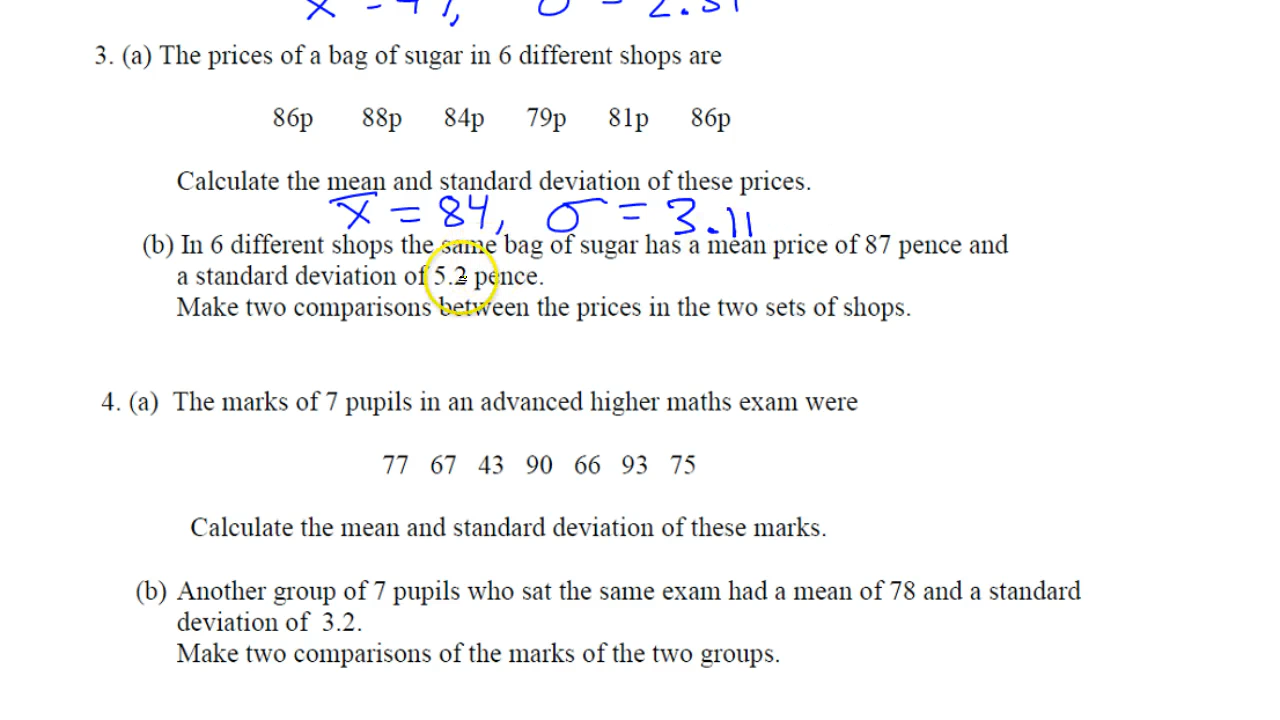 3. (a) The prices of a bag of sugar in 6 different shops are
86p 88p 84p 79p 81p 86p
Calculate the mean and standard deviation of these prices.
x̄ = 84, σ = 3.11
(b) In 6 different shops the same bag of sugar has a mean price of 87 pence and
a standard deviation of 5.2 pence.
Make two comparisons between the prices in the two sets of shops.
4. (a) The marks of 7 pupils in an advanced higher maths exam were
77 67 43 90 66 93 75
Calculate the mean and standard deviation of these marks.
(b) Another group of 7 pupils who sat the same exam had a mean of 78 and a standard
deviation of 3.2.
Make two comparisons of the marks of the two groups.